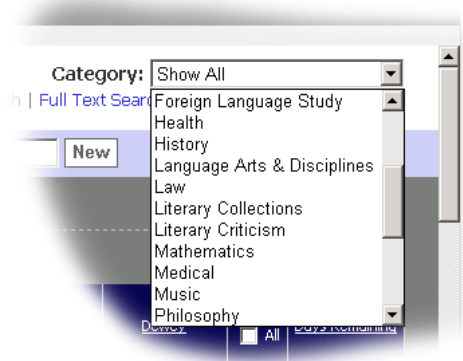 Category: Show All
| Full Text Sear
Foreign Language Study
Health
New
History
Language Arts & Disciplines
Law
Literary Collections
Literary Criticism
Mathematics
Medical
Music
Philosophy
Dewey
All
Days Remaining